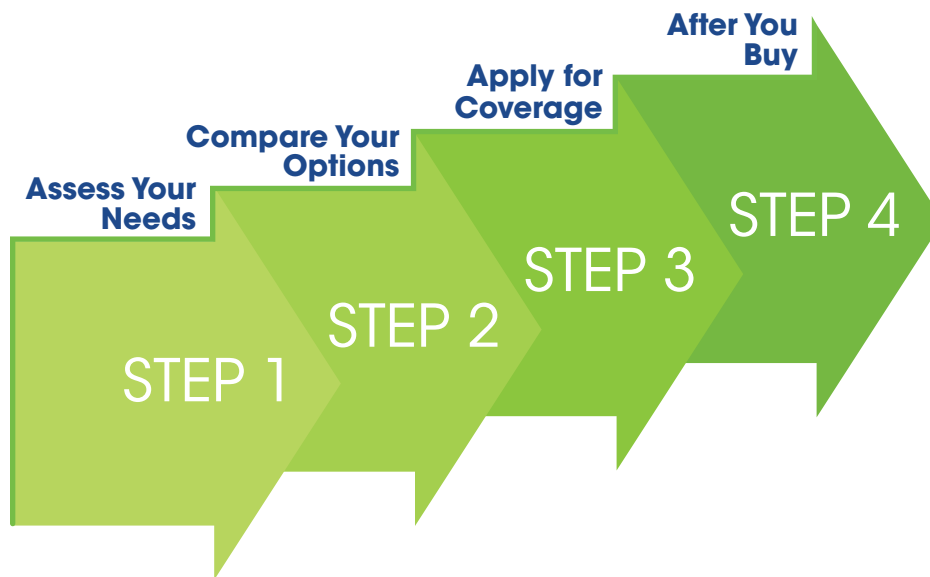 Assess Your
Needs
STEP 1
Compare Your
Options
STEP 2
Apply for
Coverage
STEP 3
After You
Buy
STEP 4